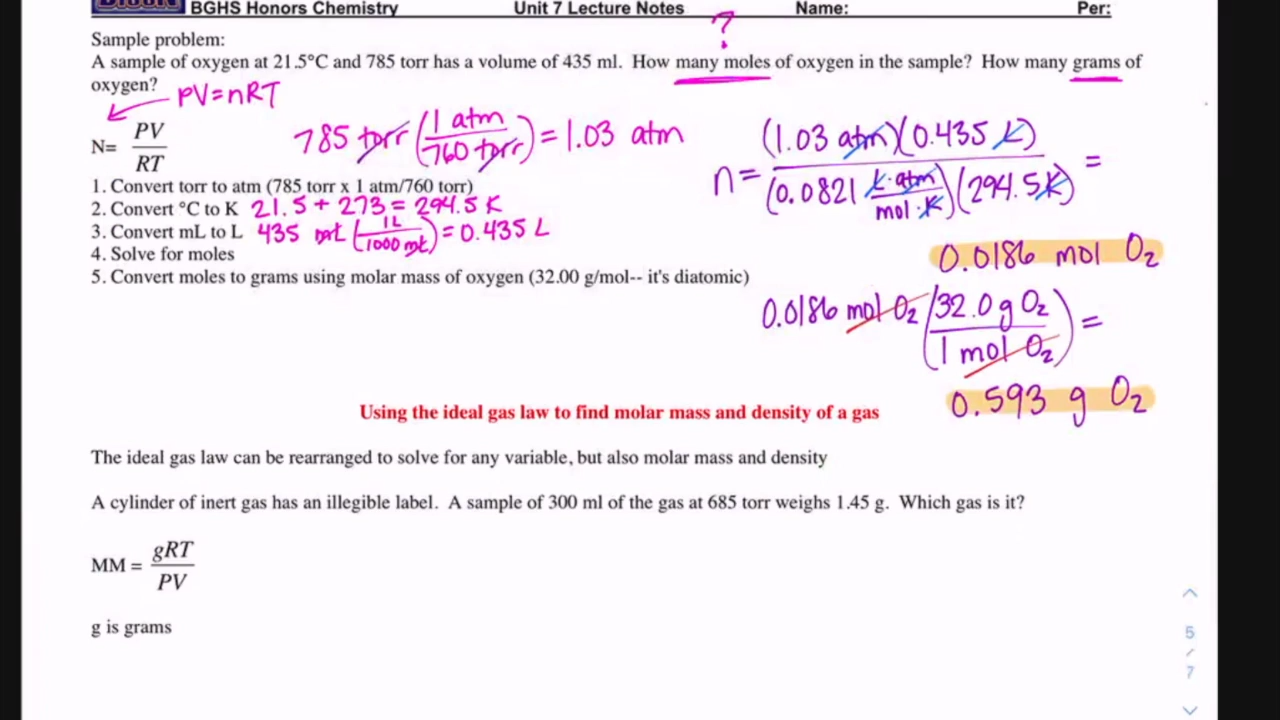 BGHS Honors Chemistry Unit 7 Lecture Notes Name: Per:
?
Sample problem:
A sample of oxygen at 21.5°C and 785 torr has a volume of 435 ml. How many moles of oxygen in the sample? How many grams of
oxygen?
PV=nRT
N= PV
RT
785 torr (1 atm
760 torr) = 1.03 atm
n= (1.03 atm)(0.435 L)
(0.0821 L·atm
mol·K)(294.5K) =
1. Convert torr to atm (785 torr x 1 atm/760 torr)
2. Convert °C to K 21.5 + 273 = 294.5 K
3. Convert mL to L 435 mL (1L
1000 mL) = 0.435 L
4. Solve for moles
0.0186 mol O₂
5. Convert moles to grams using molar mass of oxygen (32.00 g/mol-- it's diatomic)
0.0186 mol O₂ (32.0 g O₂
1 mol O₂) =
0.593 g O₂
Using the ideal gas law to find molar mass and density of a gas
The ideal gas law can be rearranged to solve for any variable, but also molar mass and density
A cylinder of inert gas has an illegible label. A sample of 300 ml of the gas at 685 torr weighs 1.45 g. Which gas is it?
MM = gRT
PV
g is grams
5
/
7